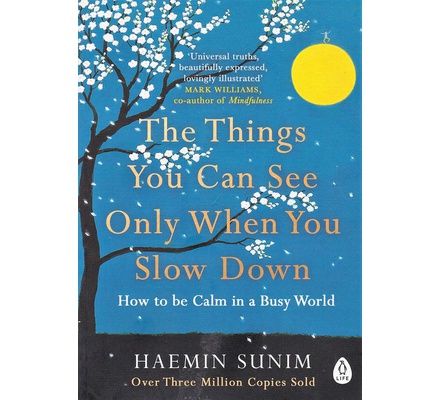 ‘Universal truths,
beautifully expressed,
lovingly illustrated’
MARK WILLIAMS,
co-author of Mindfulness
The Things
You Can See
Only When You
Slow Down
How to be Calm in a Busy World
HAEMIN SUNIM
Over Three Million Copies Sold
LIFE